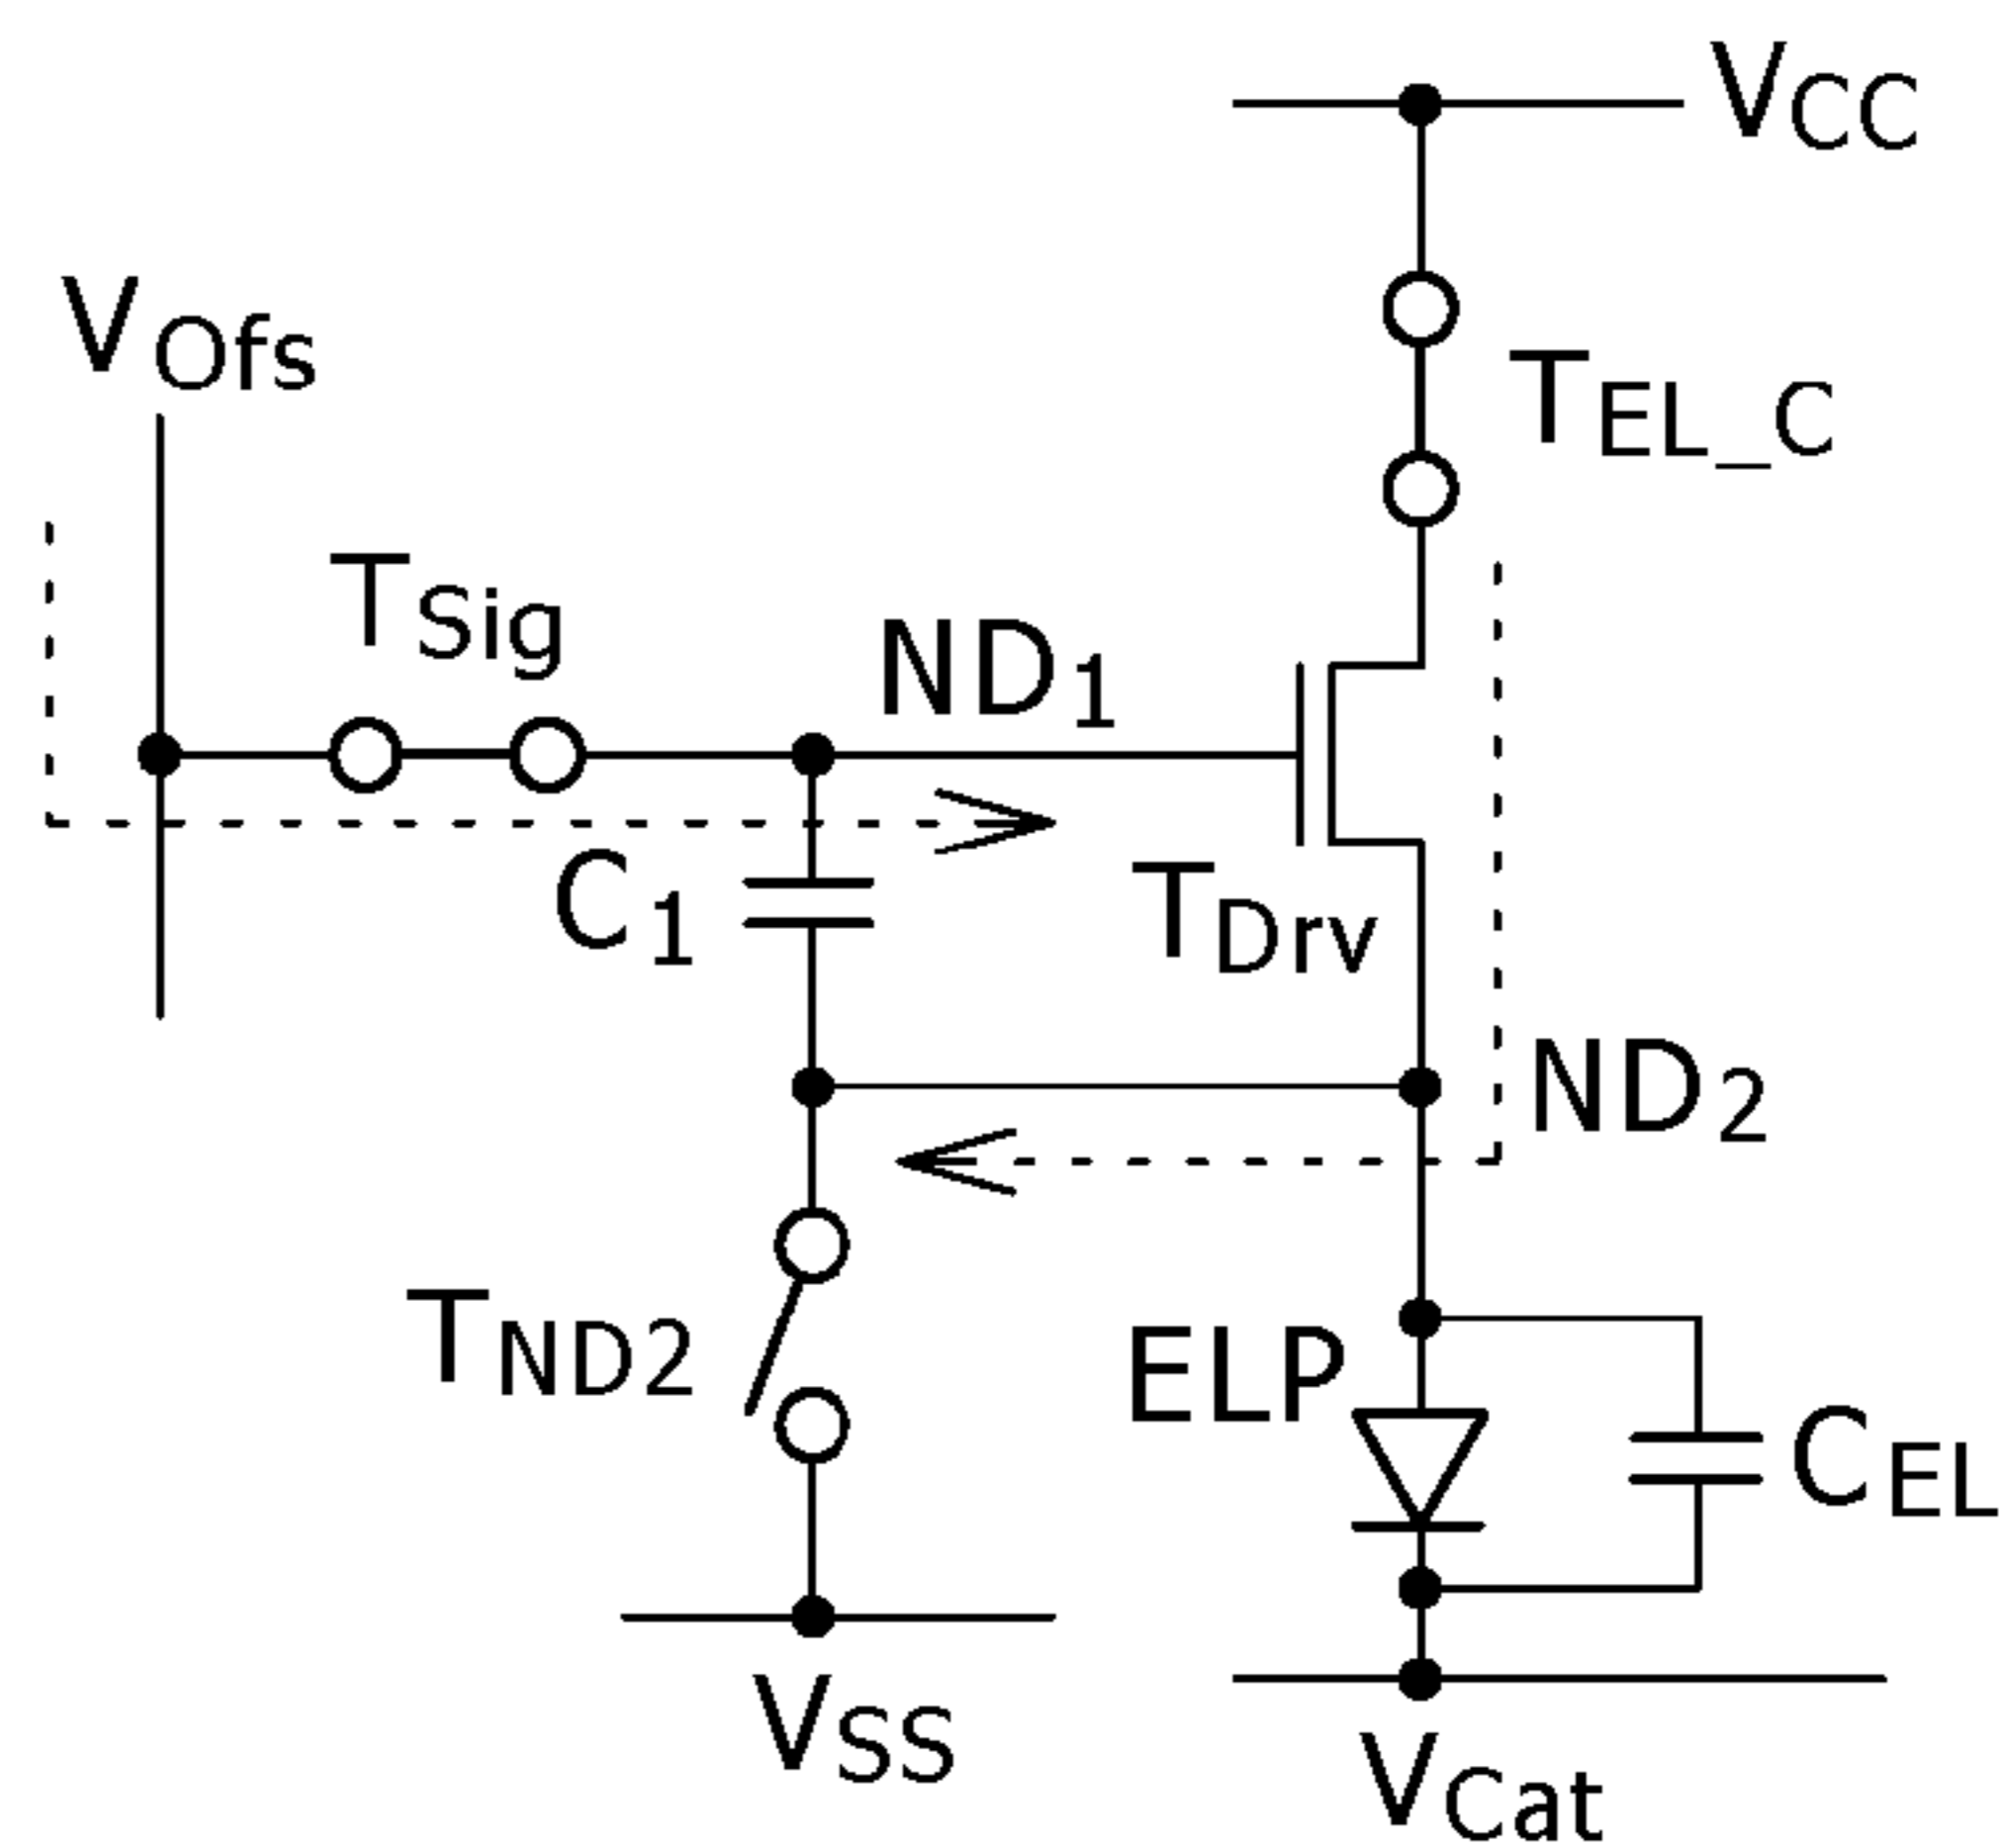 VCC
VOfs
TEL_C
TSig
ND1
C1
TDrv
ND2
TND2
ELP
CEL
VSS
VCat